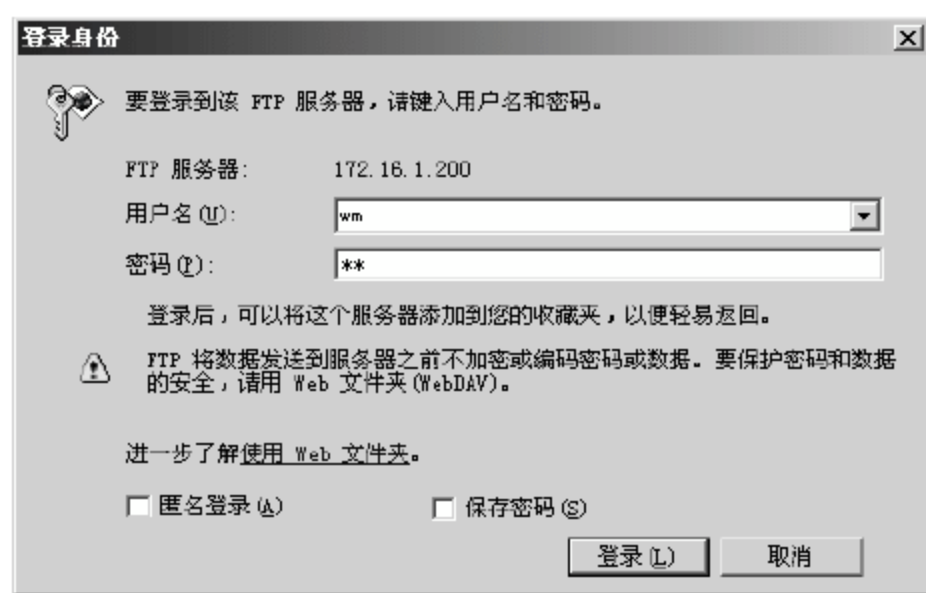 登录身份
要登录到该 FTP 服务器，请键入用户名和密码。
FTP 服务器: 172.16.1.200
用户名(U): wm
密码(P): **
登录后，可以将这个服务器添加到您的收藏夹，以便轻易返回。
FTP 将数据发送到服务器之前不加密或编码密码或数据。要保护密码和数据
的安全，请用 Web 文件夹(WebDAV)。
进一步了解使用 Web 文件夹。
匿名登录(A) 保存密码(S)
登录(L) 取消